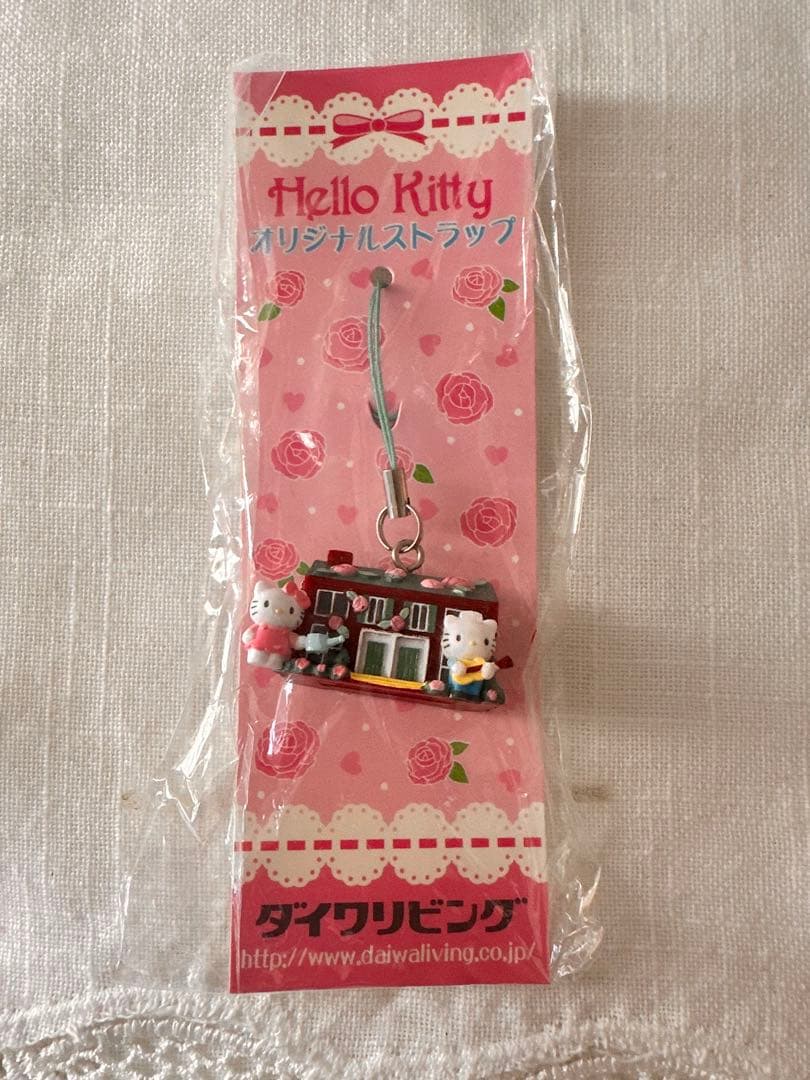 Hello Kitty
オリジナルストラップ
ダイワリビング
http://www.daiwaliving.co.jp/